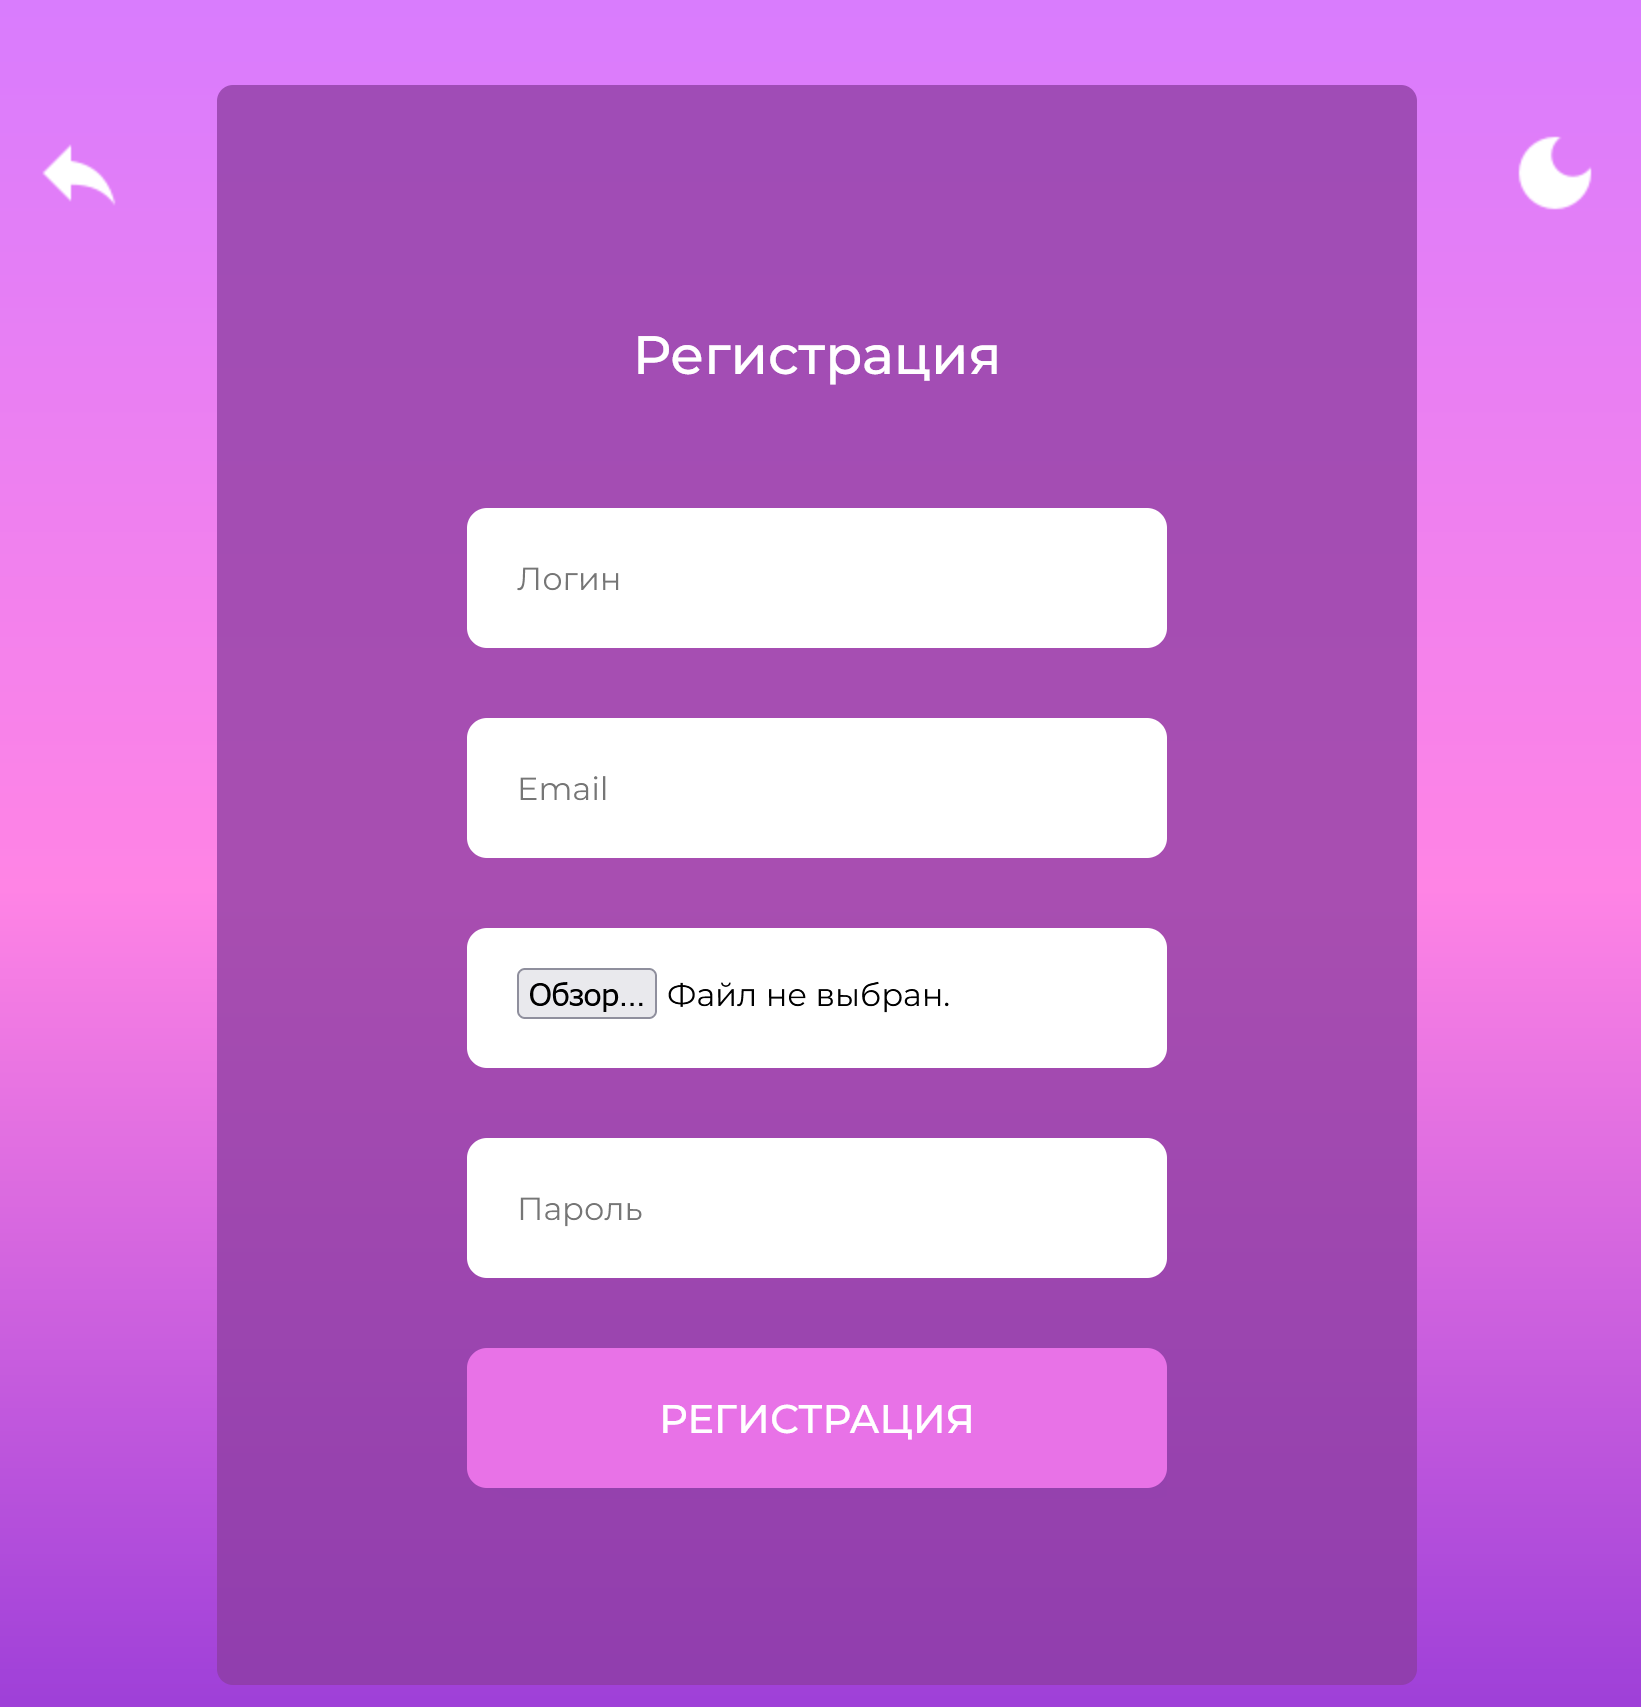 Регистрация
Логин
Email
Обзор... Файл не выбран.
Пароль
РЕГИСТРАЦИЯ